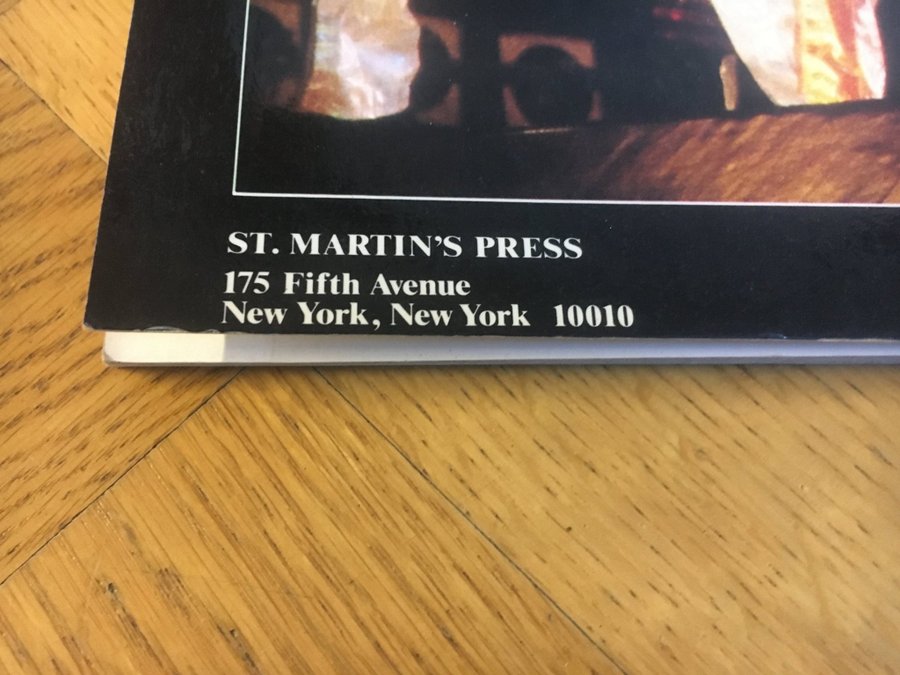 ST. MARTIN'S PRESS
175 Fifth Avenue
New York, New York 10010